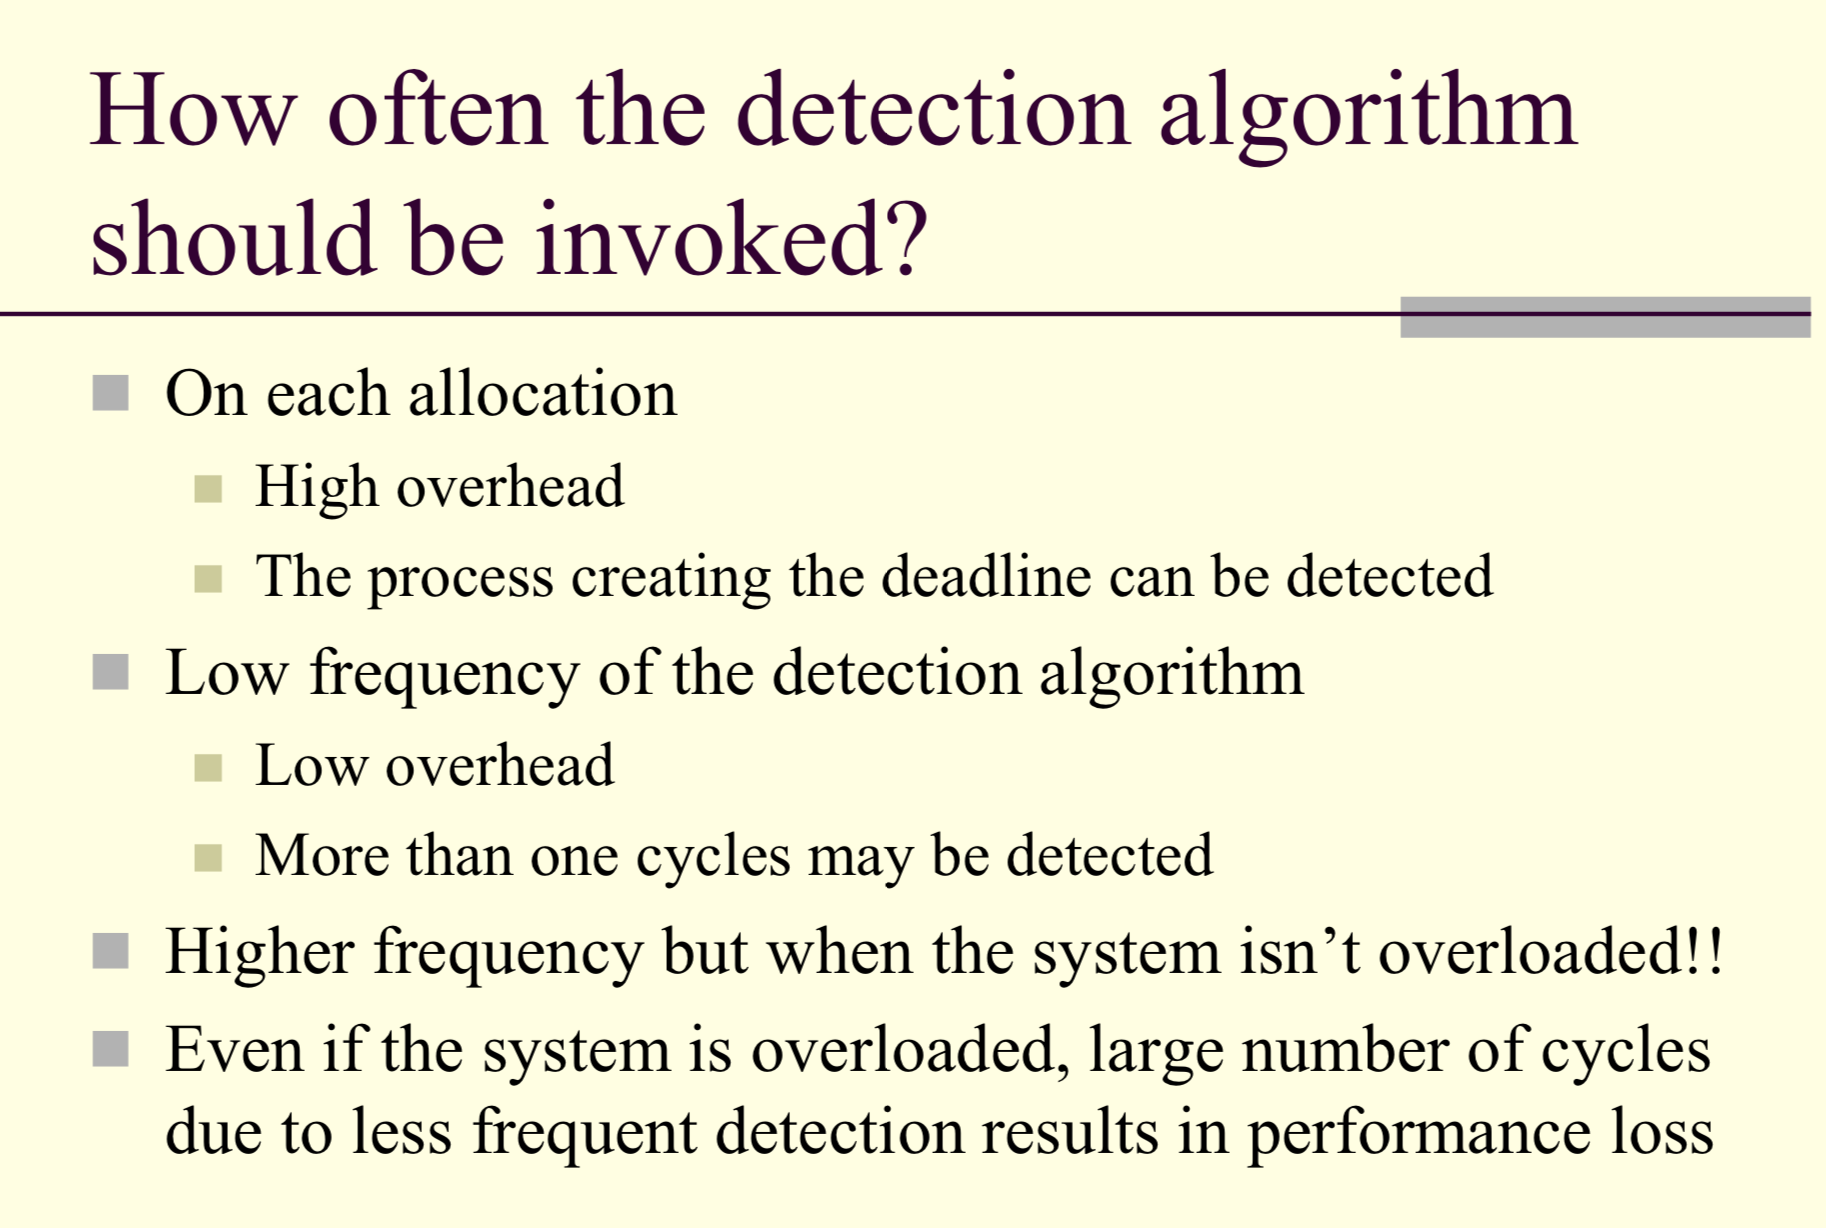 How often the detection algorithm
should be invoked?
On each allocation
High overhead
The process creating the deadline can be detected
Low frequency of the detection algorithm
Low overhead
More than one cycles may be detected
Higher frequency but when the system isn’t overloaded!!
Even if the system is overloaded, large number of cycles
due to less frequent detection results in performance loss